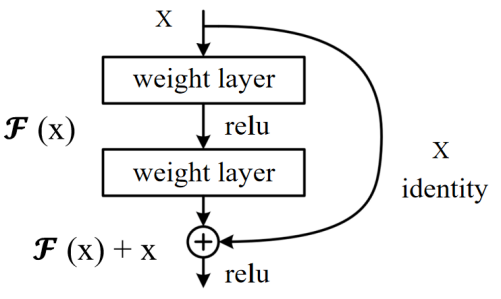 X
weight layer
𝓕 (x)
relu
weight layer
X
identity
𝓕 (x) + x
relu